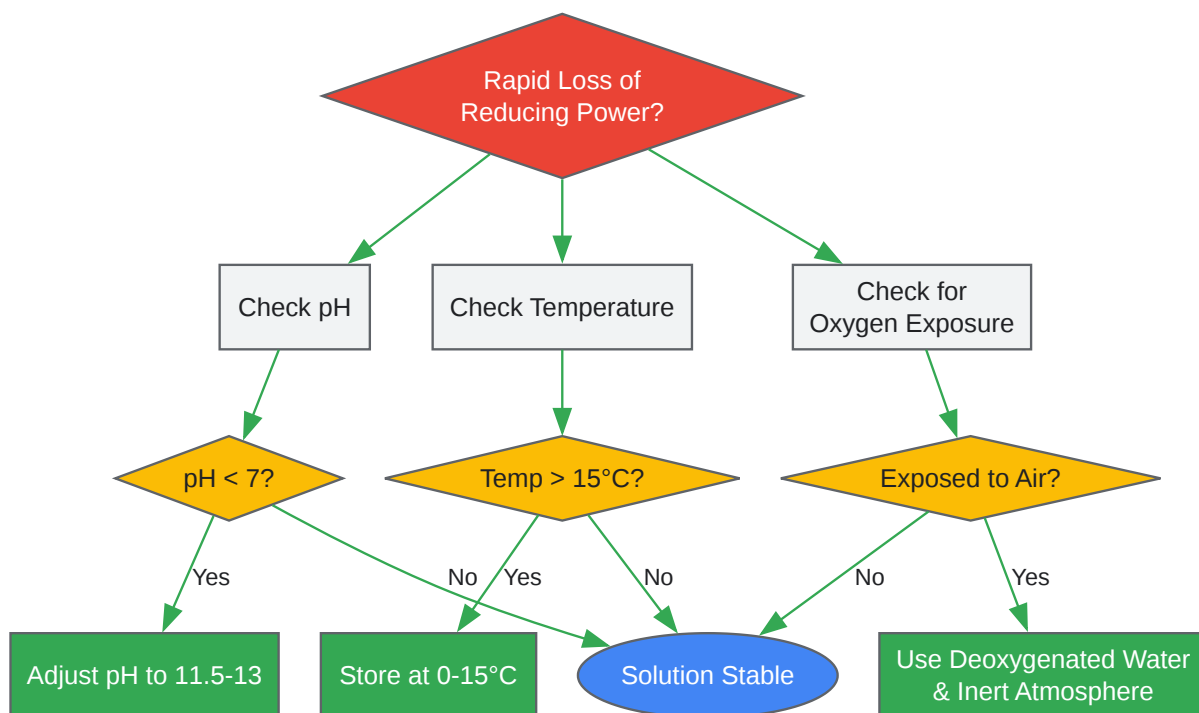 Rapid Loss of
Reducing Power?
Check pH
Check Temperature
Check for
Oxygen Exposure
pH < 7?
Temp > 15°C?
Exposed to Air?
Yes
No
Yes
No
No
Yes
Adjust pH to 11.5-13
Store at 0-15°C
Solution Stable
Use Deoxygenated Water
& Inert Atmosphere